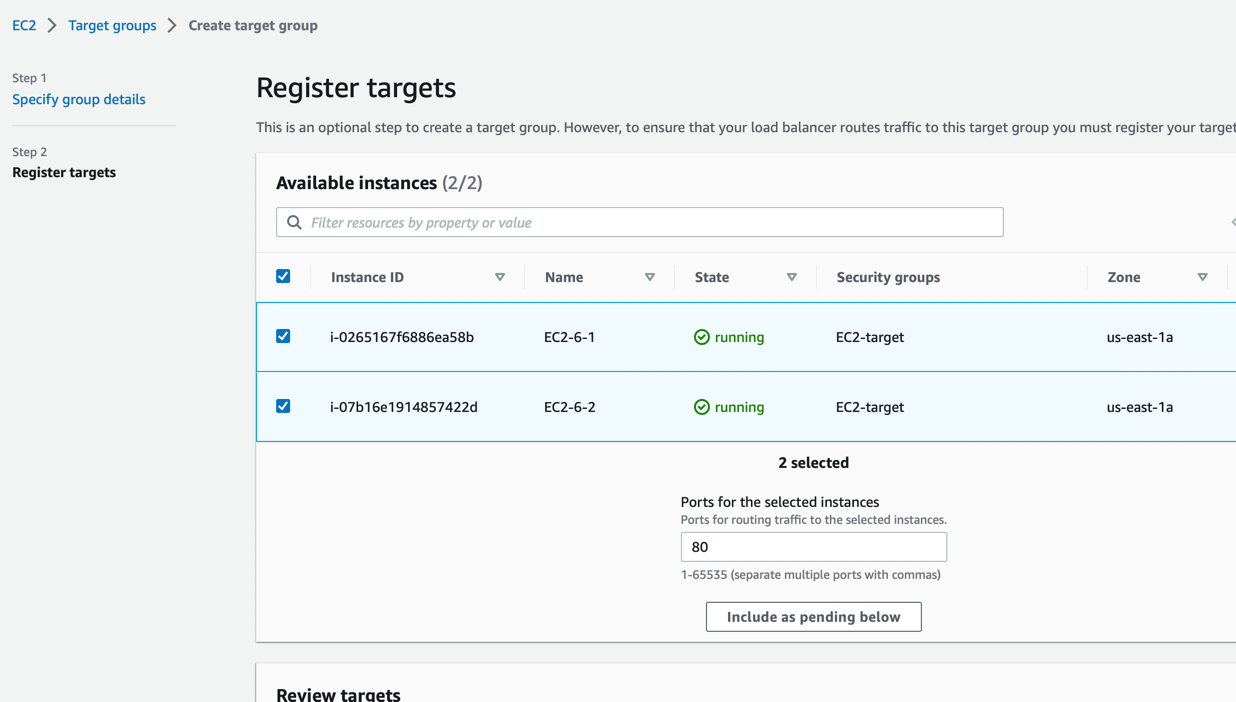 EC2 > Target groups > Create target group
Step 1
Specify group details
Step 2
Register targets
Register targets
This is an optional step to create a target group. However, to ensure that your load balancer routes traffic to this target group you must register your target
Available instances (2/2)
Filter resources by property or value
Instance ID Name State Security groups Zone
i-0265167f6886ea58b EC2-6-1 running EC2-target us-east-1a
i-07b16e1914857422d EC2-6-2 running EC2-target us-east-1a
2 selected
Ports for the selected instances
Ports for routing traffic to the selected instances.
80
1-65535 (separate multiple ports with commas)
Include as pending below
Review targets